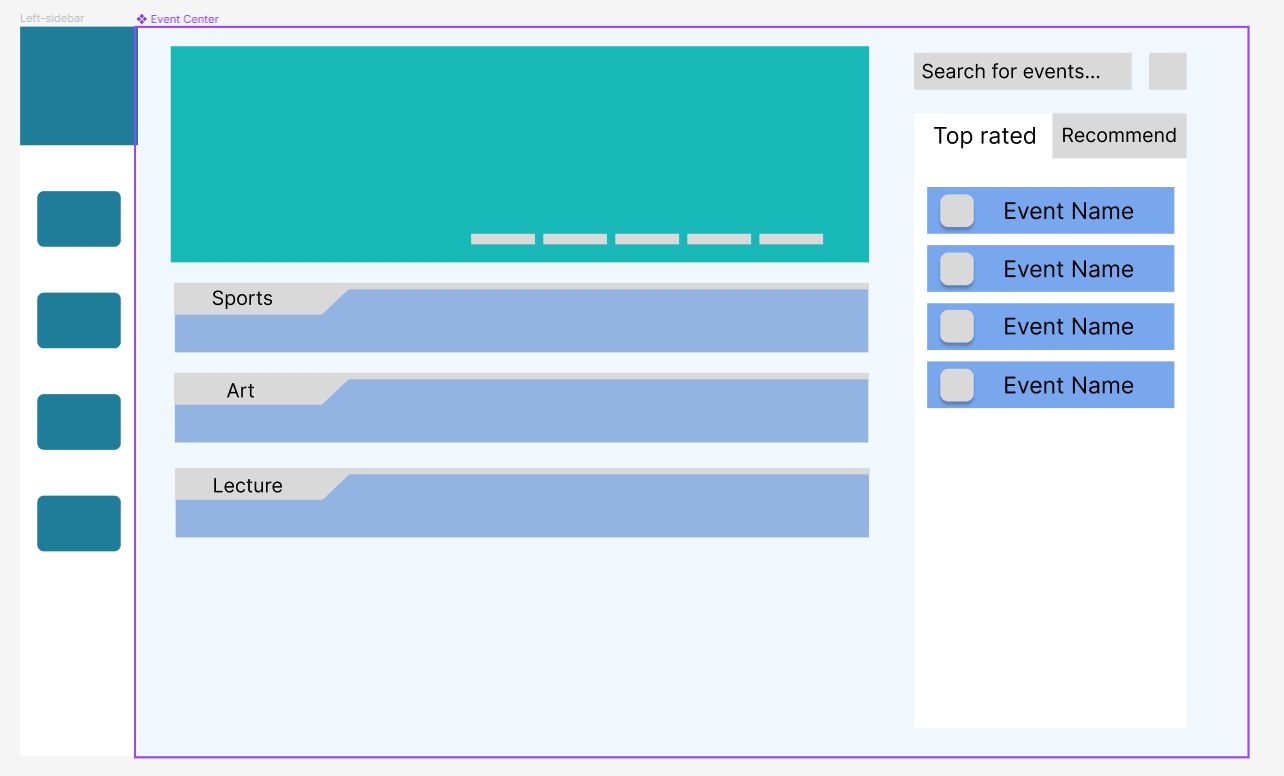 Left-sidebar
Event Center
Search for events...
Top rated
Recommend
Event Name
Event Name
Event Name
Event Name
Sports
Art
Lecture